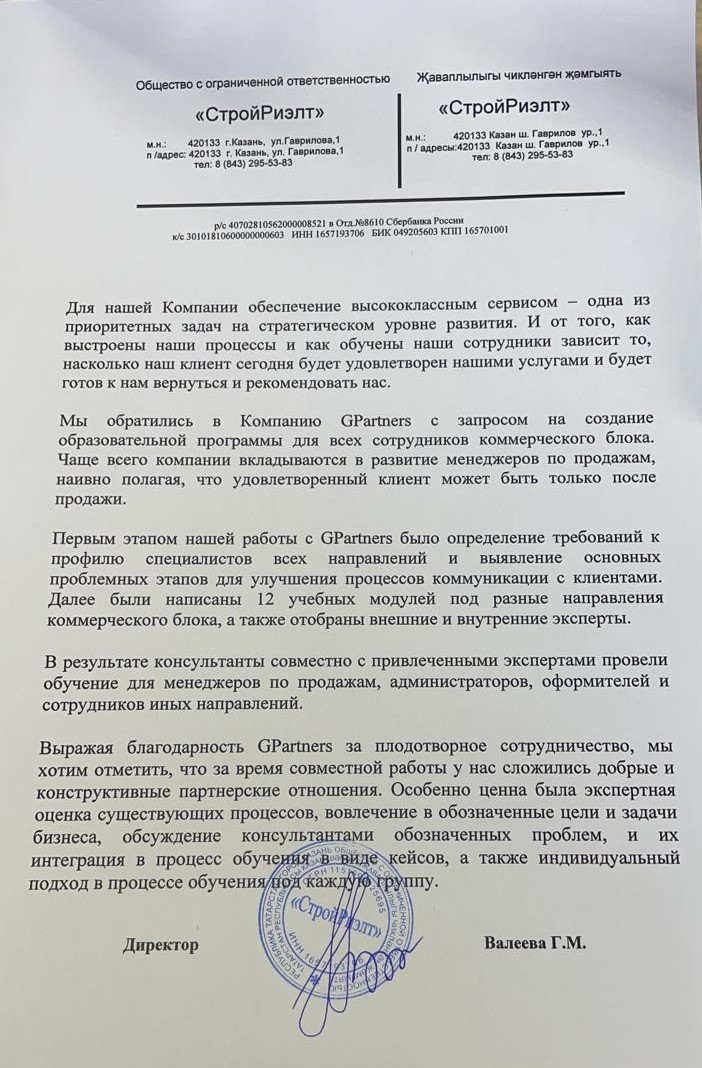 Общество с ограниченной ответственностью
«СтройРиэлт»
м.н.: 420133 г.Казань, ул.Гаврилова,1
п /адрес: 420133 г. Казань, ул. Гаврилова,1
тел: 8 (843) 295-53-83
Җаваплылыгы чикләнгән җәмгыять
«СтройРиэлт»
м.н.: 420133 Казан ш. Гаврилов ур.,1
п / адресы:420133 Казан ш. Гаврилов ур.,1
тел: 8 (843) 295-53-83
р/с 40702810562000008521 в Отд.№8610 Сбербанка России
к/с 30101810600000000603 ИНН 1657193706 БИК 049205603 КПП 165701001
Для нашей Компании обеспечение высококлассным сервисом – одна из
приоритетных задач на стратегическом уровне развития. И от того, как
выстроены наши процессы и как обучены наши сотрудники зависит то,
насколько наш клиент сегодня будет удовлетворен нашими услугами и будет
готов к нам вернуться и рекомендовать нас.
Мы обратились в Компанию GPartners с запросом на создание
образовательной программы для всех сотрудников коммерческого блока.
Чаще всего компании вкладываются в развитие менеджеров по продажам,
наивно полагая, что удовлетворенный клиент может быть только после
продажи.
Первым этапом нашей работы с GPartners было определение требований к
профилю специалистов всех направлений и выявление основных
проблемных этапов для улучшения процессов коммуникации с клиентами.
Далее были написаны 12 учебных модулей под разные направления
коммерческого блока, а также отобраны внешние и внутренние эксперты.
В результате консультанты совместно с привлеченными экспертами провели
обучение для менеджеров по продажам, администраторов, оформителей и
сотрудников иных направлений.
Выражая благодарность GPartners за плодотворное сотрудничество, мы
хотим отметить, что за время совместной работы у нас сложились добрые и
конструктивные партнерские отношения. Особенно ценна была экспертная
оценка существующих процессов, вовлечение в обозначенные цели и задачи
бизнеса, обсуждение консультантами обозначенных проблем, и их
интеграция в процесс обучения в виде кейсов, а также индивидуальный
подход в процессе обучения под каждую группу.
Директор
«СтройРиэлт»
Валеева Г.М.